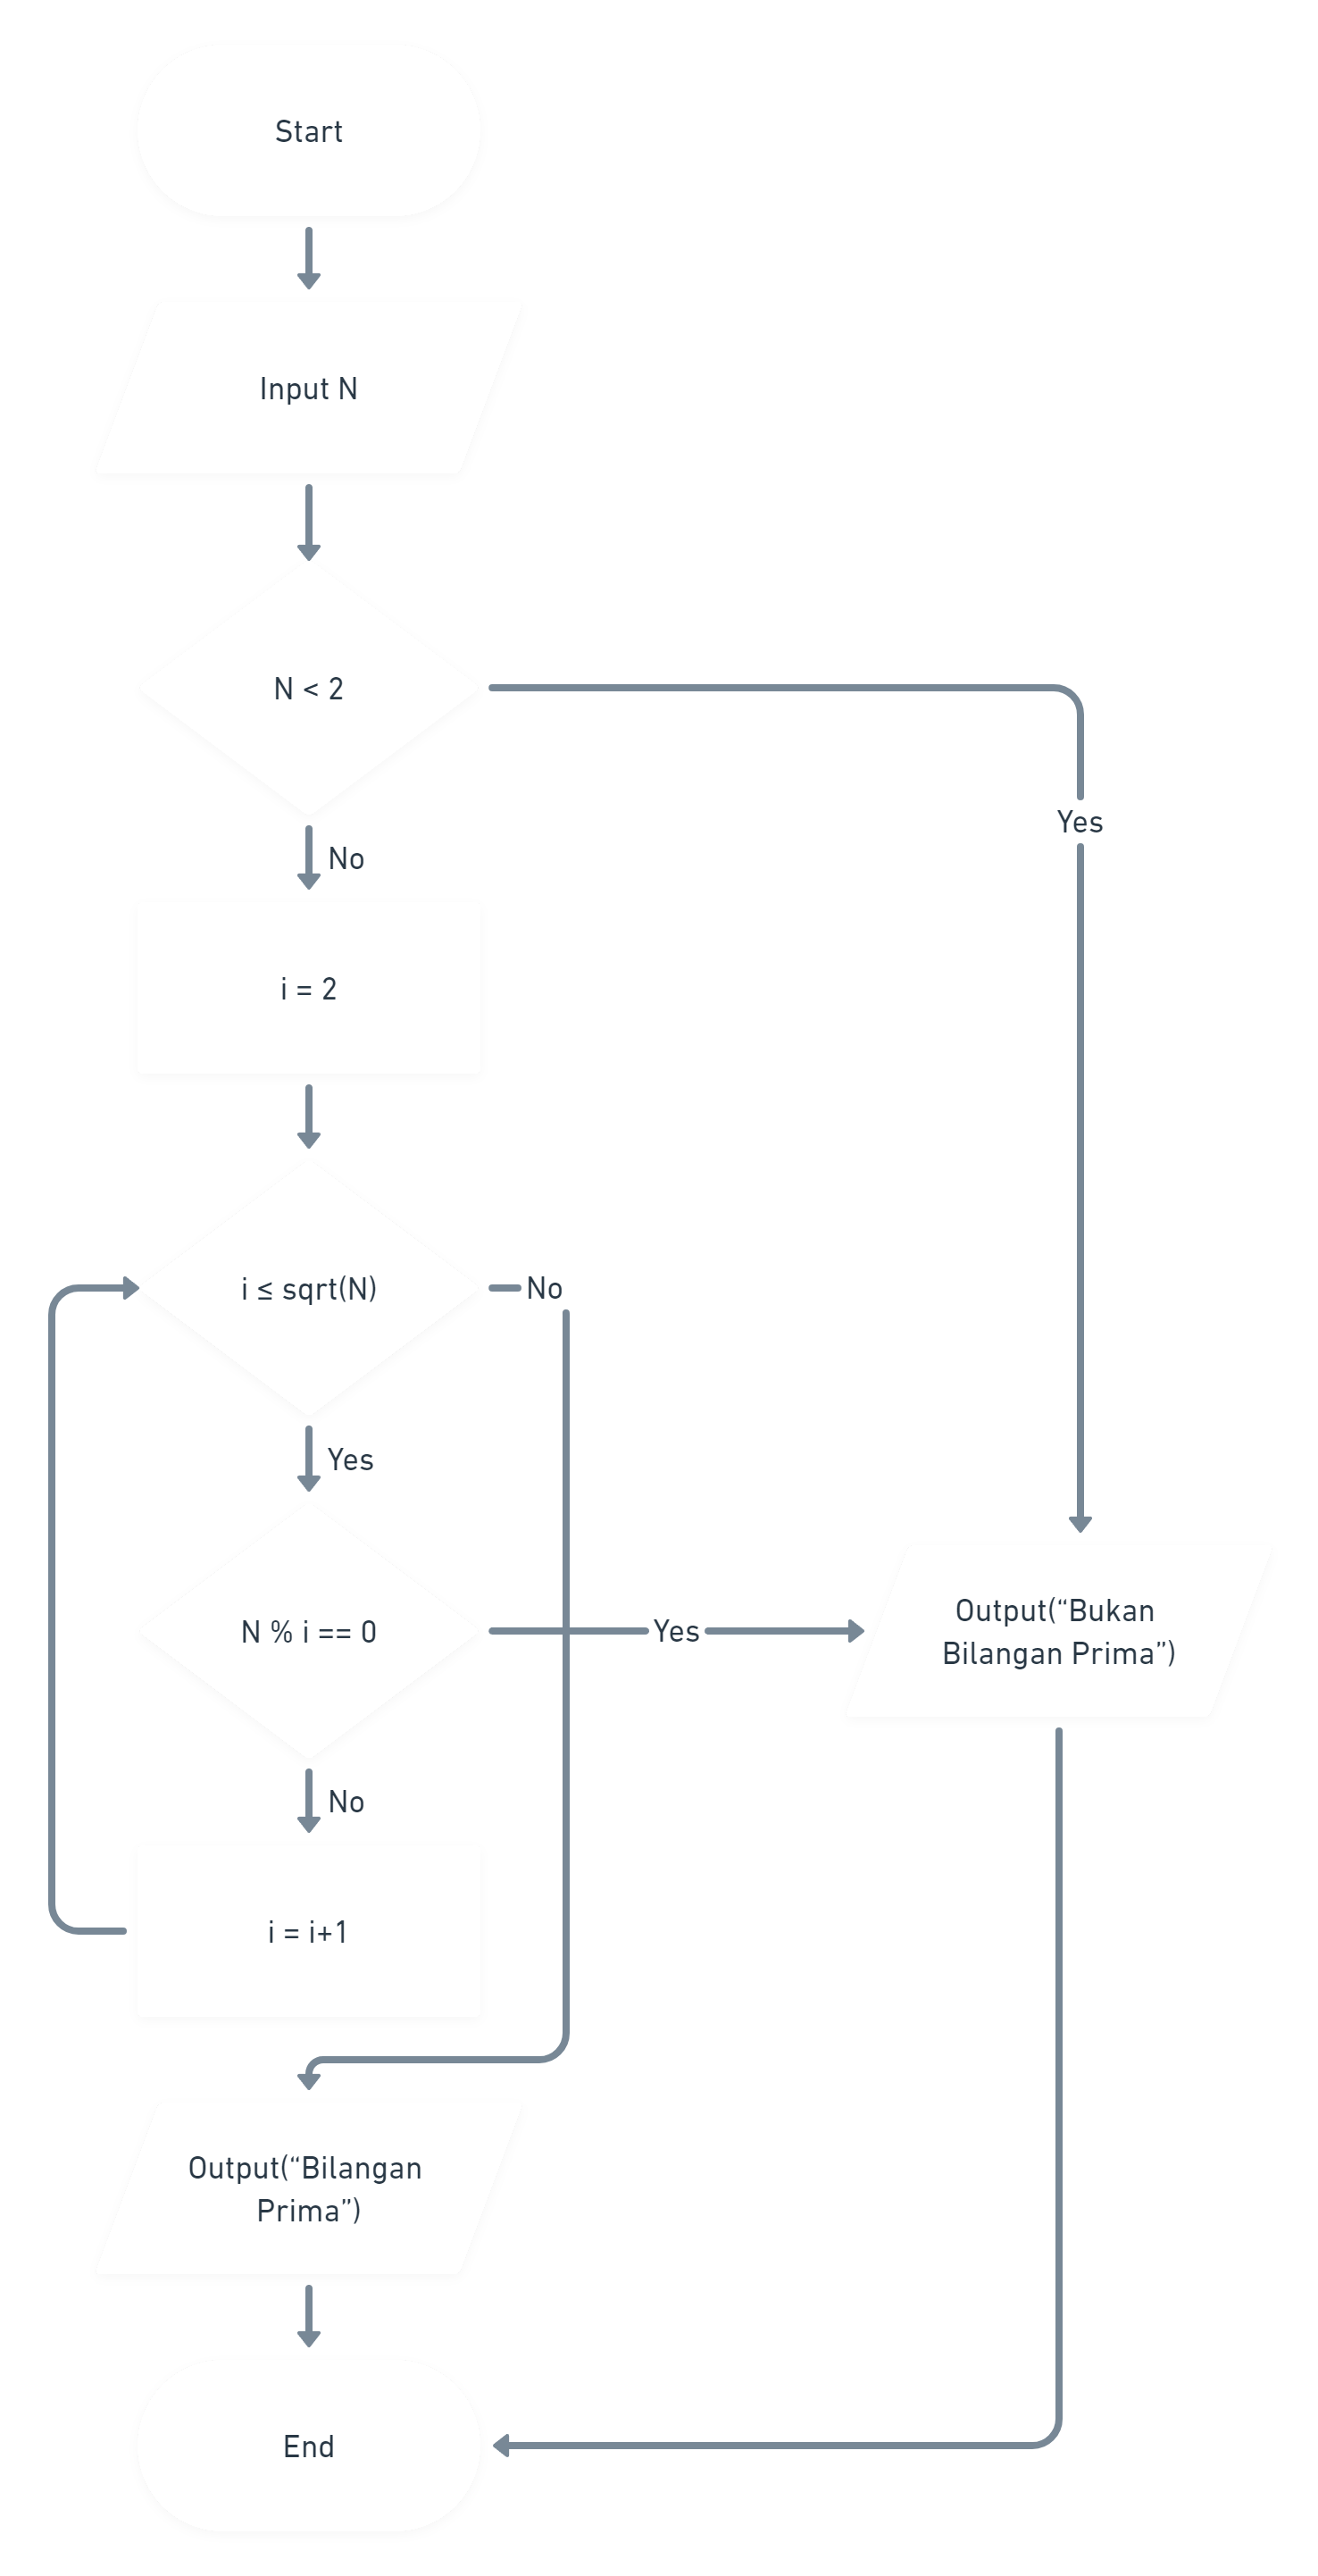 Start
Input N
N < 2
Yes
No
i = 2
i ≤ sqrt(N)
No
Yes
N % i == 0
Yes
Output(“Bukan
Bilangan Prima”)
No
i = i+1
Output(“Bilangan
Prima”)
End